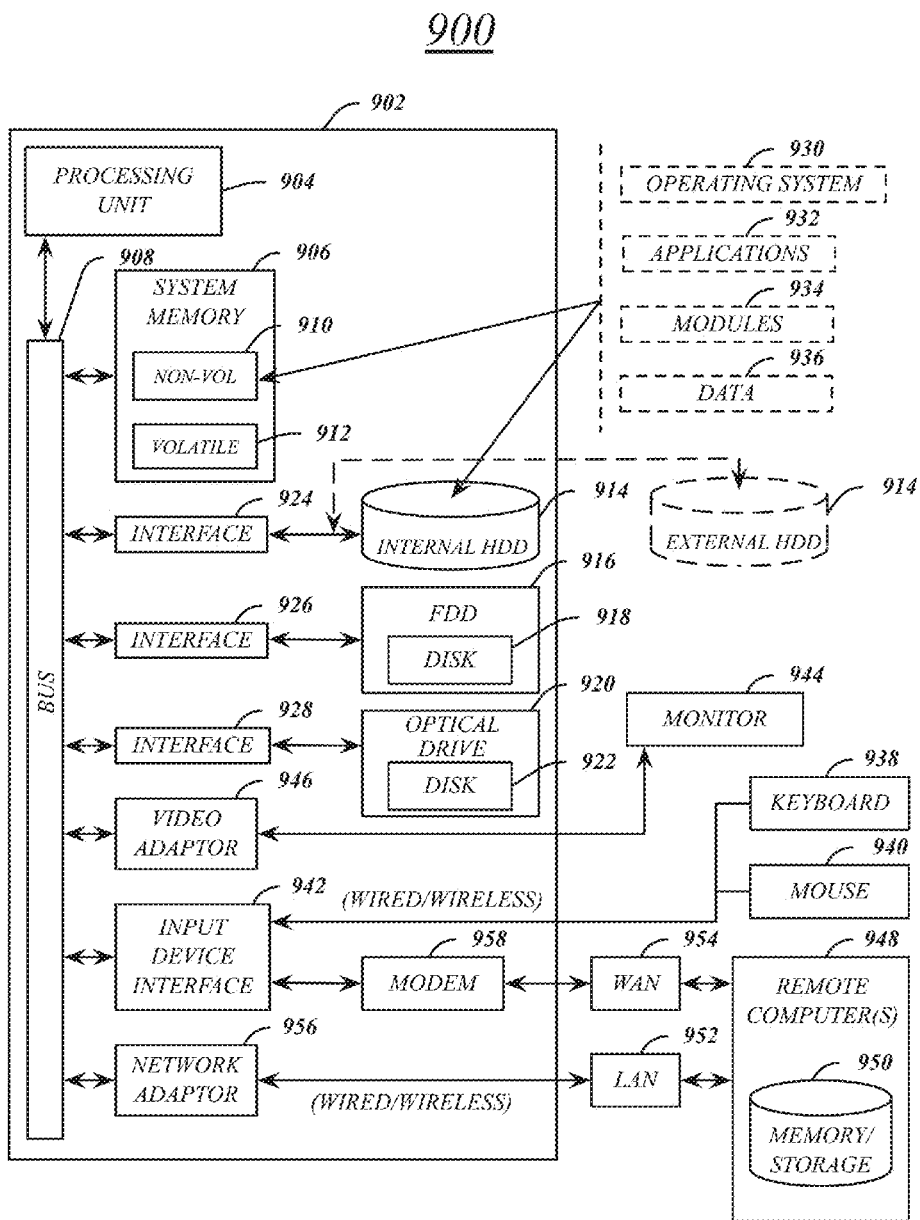 900
902
PROCESSING
UNIT
904
908
906
SYSTEM
MEMORY
910
NON-VOL
VOLATILE
912
930
OPERATING SYSTEM
932
APPLICATIONS
934
MODULES
936
DATA
BUS
924
INTERFACE
INTERNAL HDD
914
EXTERNAL HDD
914
926
INTERFACE
916
FDD
918
DISK
928
INTERFACE
920
OPTICAL
DRIVE
922
DISK
944
MONITOR
946
VIDEO
ADAPTOR
938
KEYBOARD
940
MOUSE
942
INPUT
DEVICE
INTERFACE
(WIRED/WIRELESS)
958
MODEM
954
WAN
948
REMOTE
COMPUTER(S)
956
NETWORK
ADAPTOR
(WIRED/WIRELESS)
952
LAN
950
MEMORY/
STORAGE